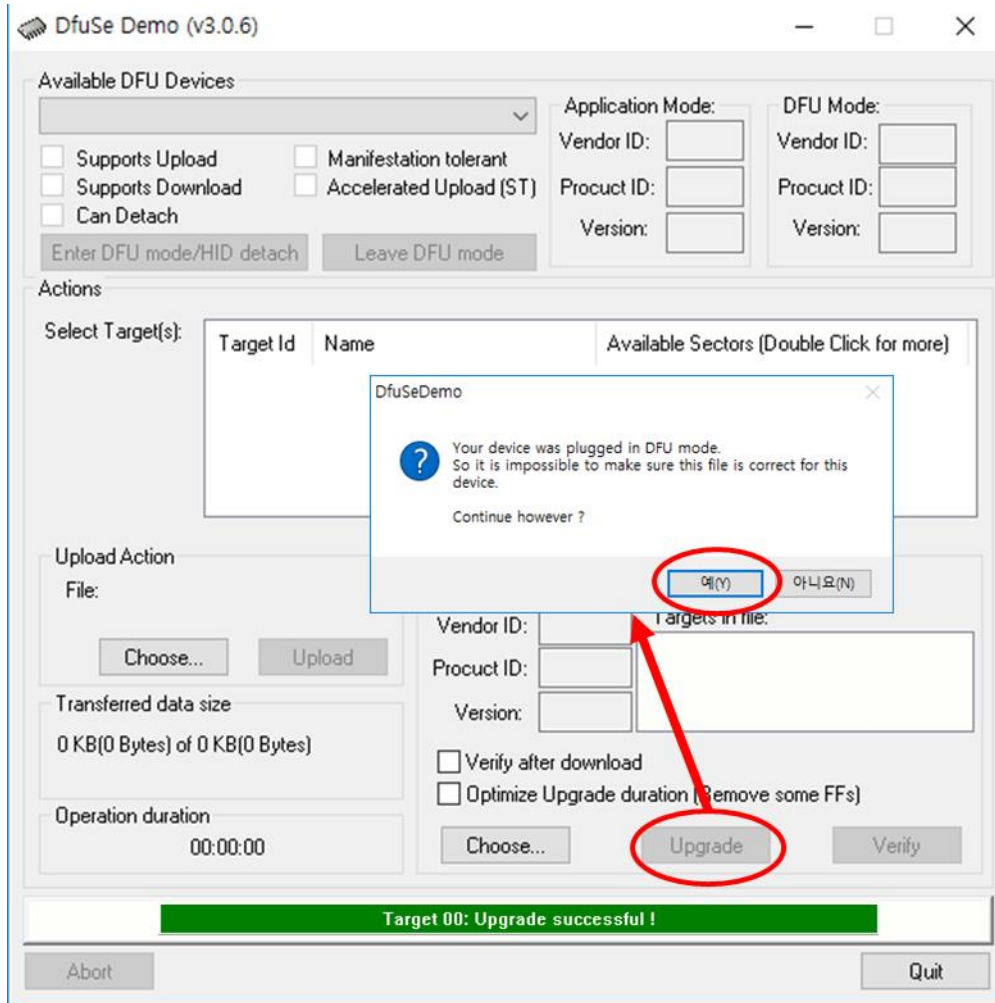 DfuSe Demo (v3.0.6)
Available DFU Devices
Supports Upload
Manifestation tolerant
Supports Download
Accelerated Upload (ST)
Can Detach
Enter DFU mode/HID detach
Leave DFU mode
Application Mode:
Vendor ID:
Procuct ID:
Version:
DFU Mode:
Vendor ID:
Procuct ID:
Version:
Actions
Select Target(s):
Target Id
Name
Available Sectors (Double Click for more)
DfuSeDemo
Your device was plugged in DFU mode.
So it is impossible to make sure this file is correct for this
device.
Continue however ?
예(Y)
아니요(N)
Upload Action
File:
Choose...
Upload
Transferred data size
0 KB(0 Bytes) of 0 KB(0 Bytes)
Operation duration
00:00:00
Vendor ID:
Targets in file:
Procuct ID:
Version:
Verify after download
Optimize Upgrade duration (Remove some FFs)
Choose...
Upgrade
Verify
Target 00: Upgrade successful !
Abort
Quit